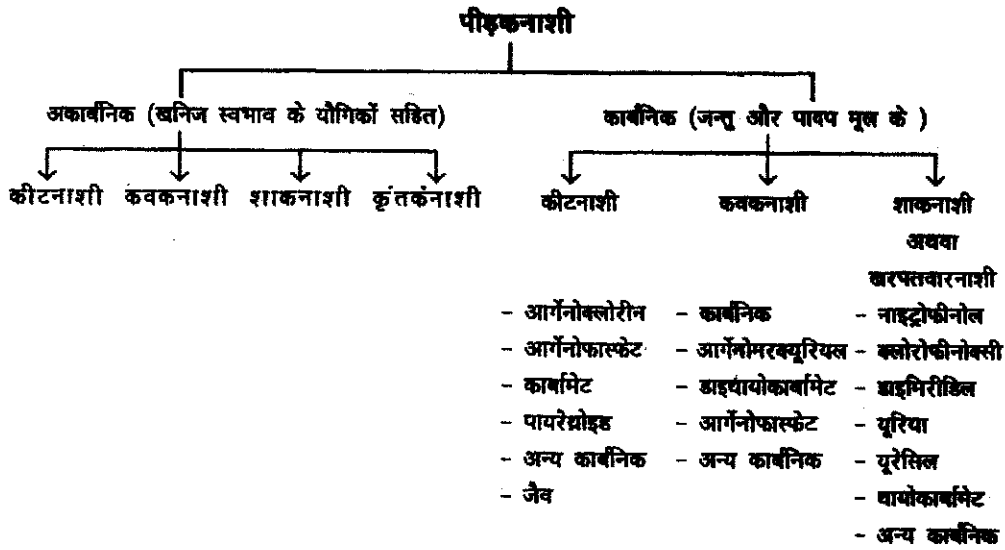 पीड़कनाशी
अकार्बनिक (खनिज स्वभाव के यौगिकों सहित) कार्बनिक (जन्तु और पादप मूल के )
कीटनाशी कवकनाशी शाकनाशी कृंतकंनाशी कीटनाशी कवकनाशी शाकनाशी
अथवा
खरपतवारनाशी
- आर्गेनोक्लोरीन - कार्बनिक - नाइट्रोफीनोल
- आर्गेनोफास्फेट - आर्गेनोमरक्यूरियल - क्लोरोफीनोक्सी
- कार्बामेट - डाइथायोकार्बामेट - डाइमिरीडिल
- पायरेथ्रोइड - आर्गेनोफास्फेट - यूरिया
- अन्य कार्बनिक - अन्य कार्बनिक - यूरेसिल
- जैव - थायोकार्बामेट
- अन्य कार्बनिक